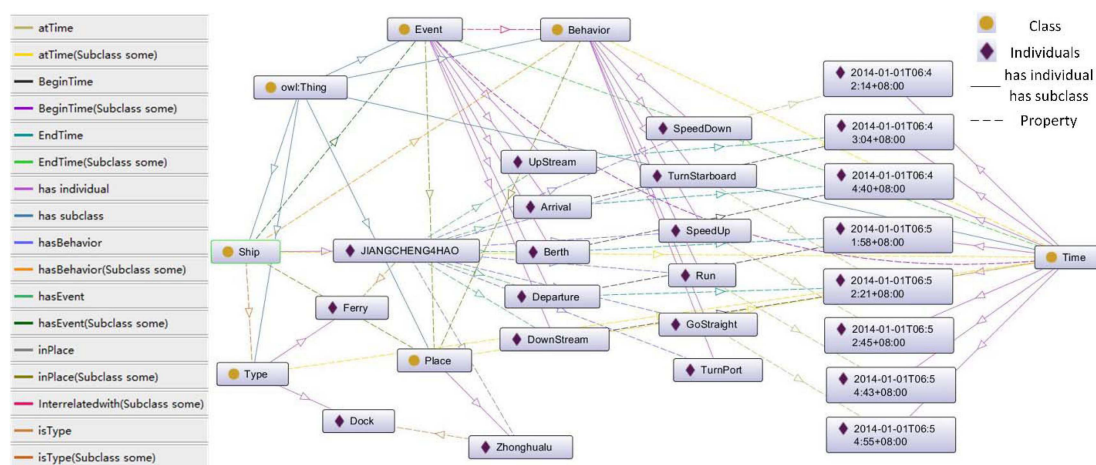 atTime
atTime(Subclass some)
BeginTime
BeginTime(Subclass some)
EndTime
EndTime(Subclass some)
has individual
has subclass
hasBehavior
hasBehavior(Subclass some)
hasEvent
hasEvent(Subclass some)
inPlace
inPlace(Subclass some)
Interrelatedwith(Subclass some)
isType
isType(Subclass some)
Event
Behavior
owl:Thing
SpeedDown
UpStream
TurnStarboard
Arrival
SpeedUp
Ship
JIANGCHENG4HAO
Berth
Run
Departure
Ferry
GoStraight
DownStream
Place
Type
TurnPort
Dock
Zhonghualu
2014-01-01T06:4
2:14+08:00
2014-01-01T06:4
3:04+08:00
2014-01-01T06:4
4:40+08:00
2014-01-01T06:5
1:58+08:00
2014-01-01T06:5
2:21+08:00
2014-01-01T06:5
2:45+08:00
2014-01-01T06:5
4:43+08:00
2014-01-01T06:5
4:55+08:00
Time
Class
Individuals
has individual
has subclass
Property